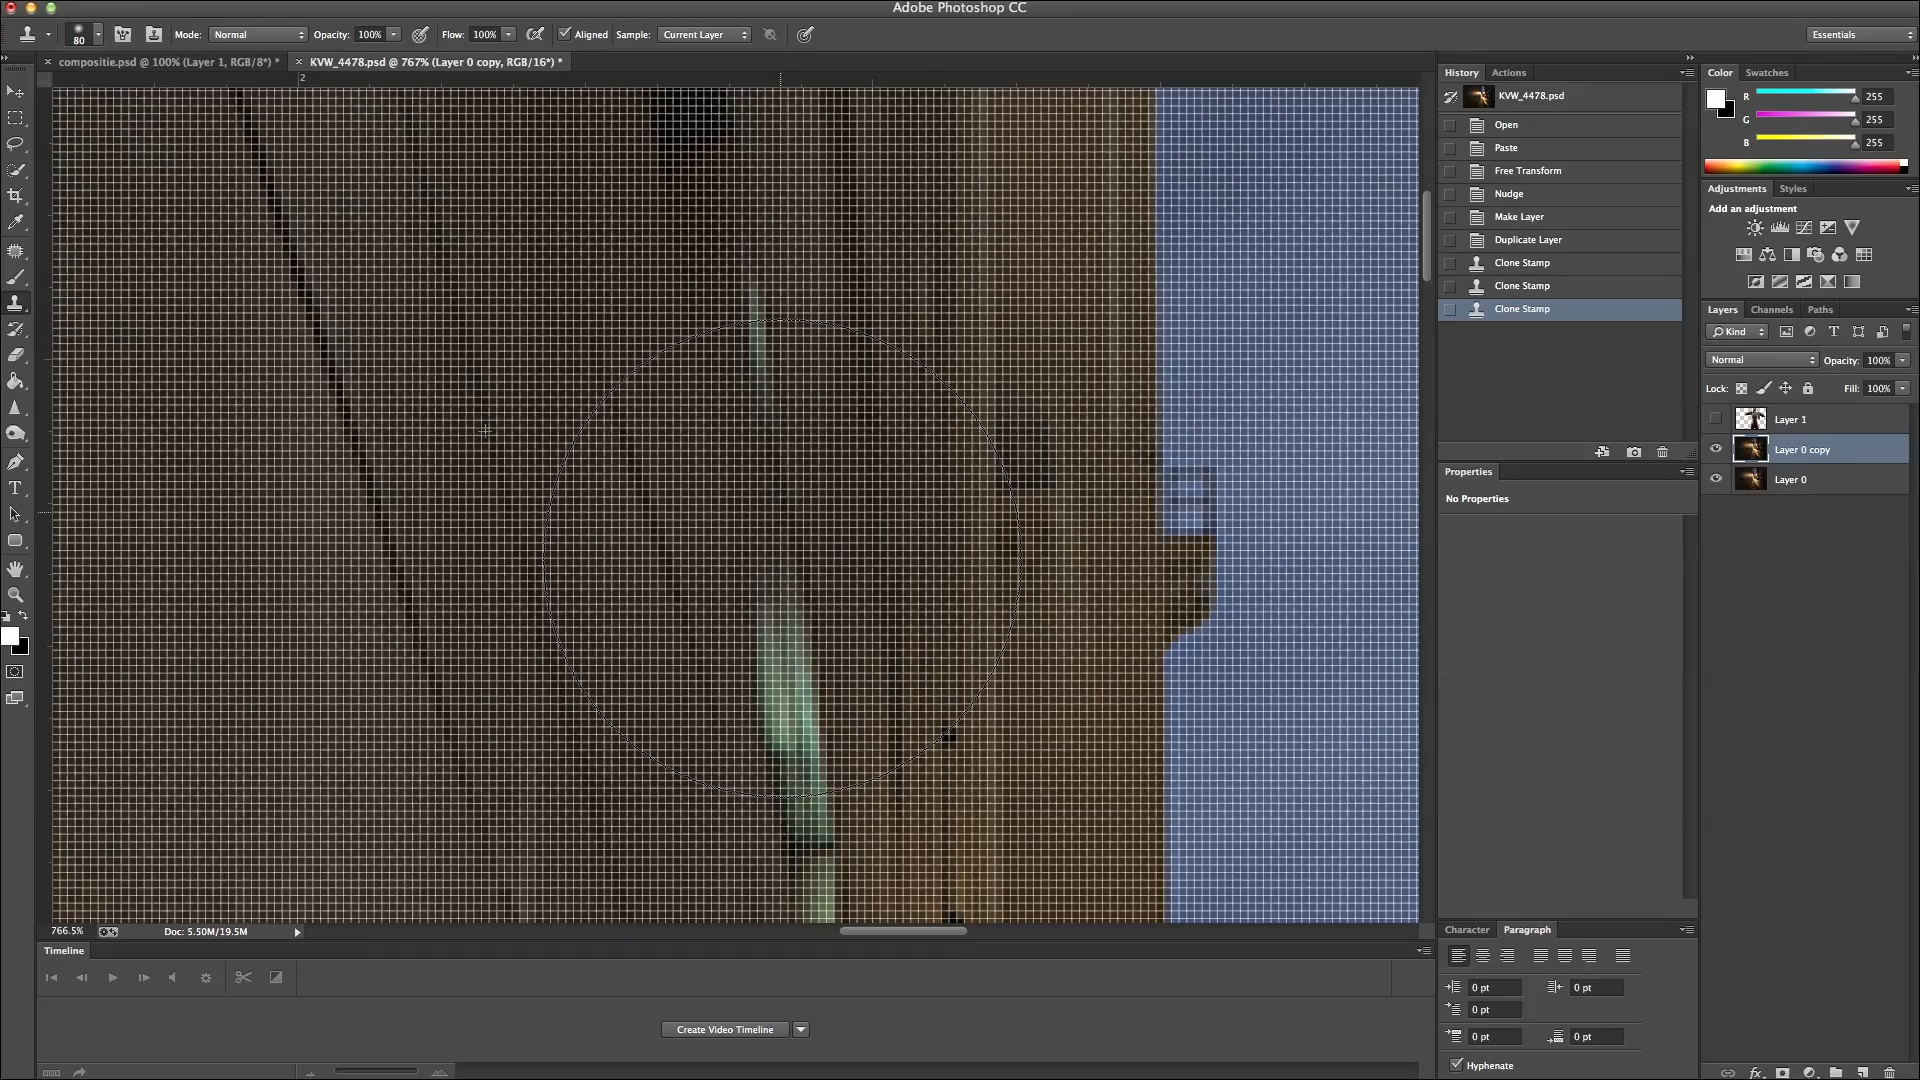 Adobe Photoshop CC
80 Mode: Normal Opacity: 100% Flow: 100% Aligned Sample: Current Layer Essentials
compositie.psd @ 100% (Layer 1, RGB/8*) * KVW_4478.psd @ 767% (Layer 0 copy, RGB/16*) *
2
History Actions
KVW_4478.psd
Open
Paste
Free Transform
Nudge
Make Layer
Duplicate Layer
Clone Stamp
Clone Stamp
Clone Stamp
Properties
No Properties
Color Swatches
R 255
G 255
B 255
Adjustments Styles
Add an adjustment
Layers Channels Paths
Kind
Normal Opacity: 100%
Lock: Fill: 100%
Layer 1
Layer 0 copy
Layer 0
766.5% Doc: 5.50M/19.5M
Timeline
Create Video Timeline
Character Paragraph
0 pt 0 pt
0 pt
0 pt 0 pt
Hyphenate